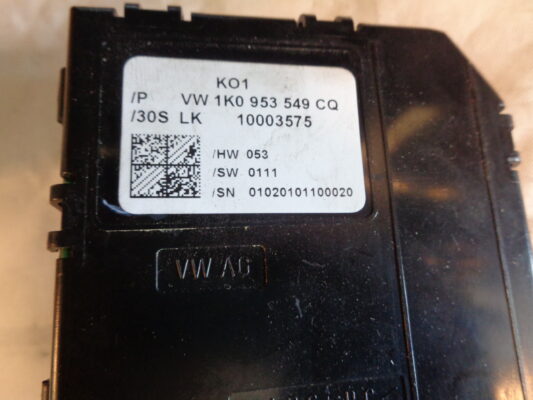 KO1
/P VW 1K0 953 549 CQ
/30S LK 10003575
/HW 053
/SW 0111
/SN 01020101100020
VW AG